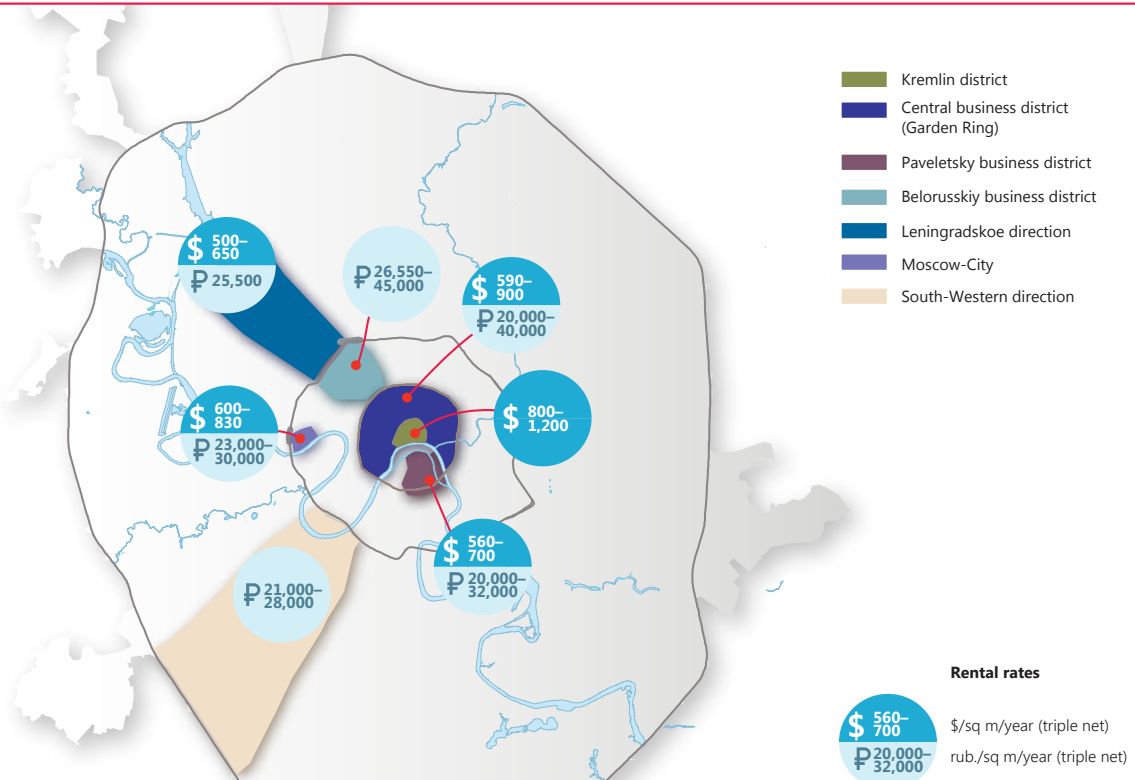 Kremlin district
Central business district
(Garden Ring)
Paveletsky business district
Belorusskiy business district
Leningradskoe direction
Moscow-City
South-Western direction
$ 500–
650
₽ 25,500
₽ 26,550–
45,000
$ 590–
900
₽ 20,000–
40,000
$ 600–
830
₽ 23,000–
30,000
$ 800–
1,200
$ 560–
700
₽ 20,000–
32,000
₽ 21,000–
28,000
Rental rates
$ 560–
700
$/sq m/year (triple net)
₽ 20,000–
32,000
rub./sq m/year (triple net)